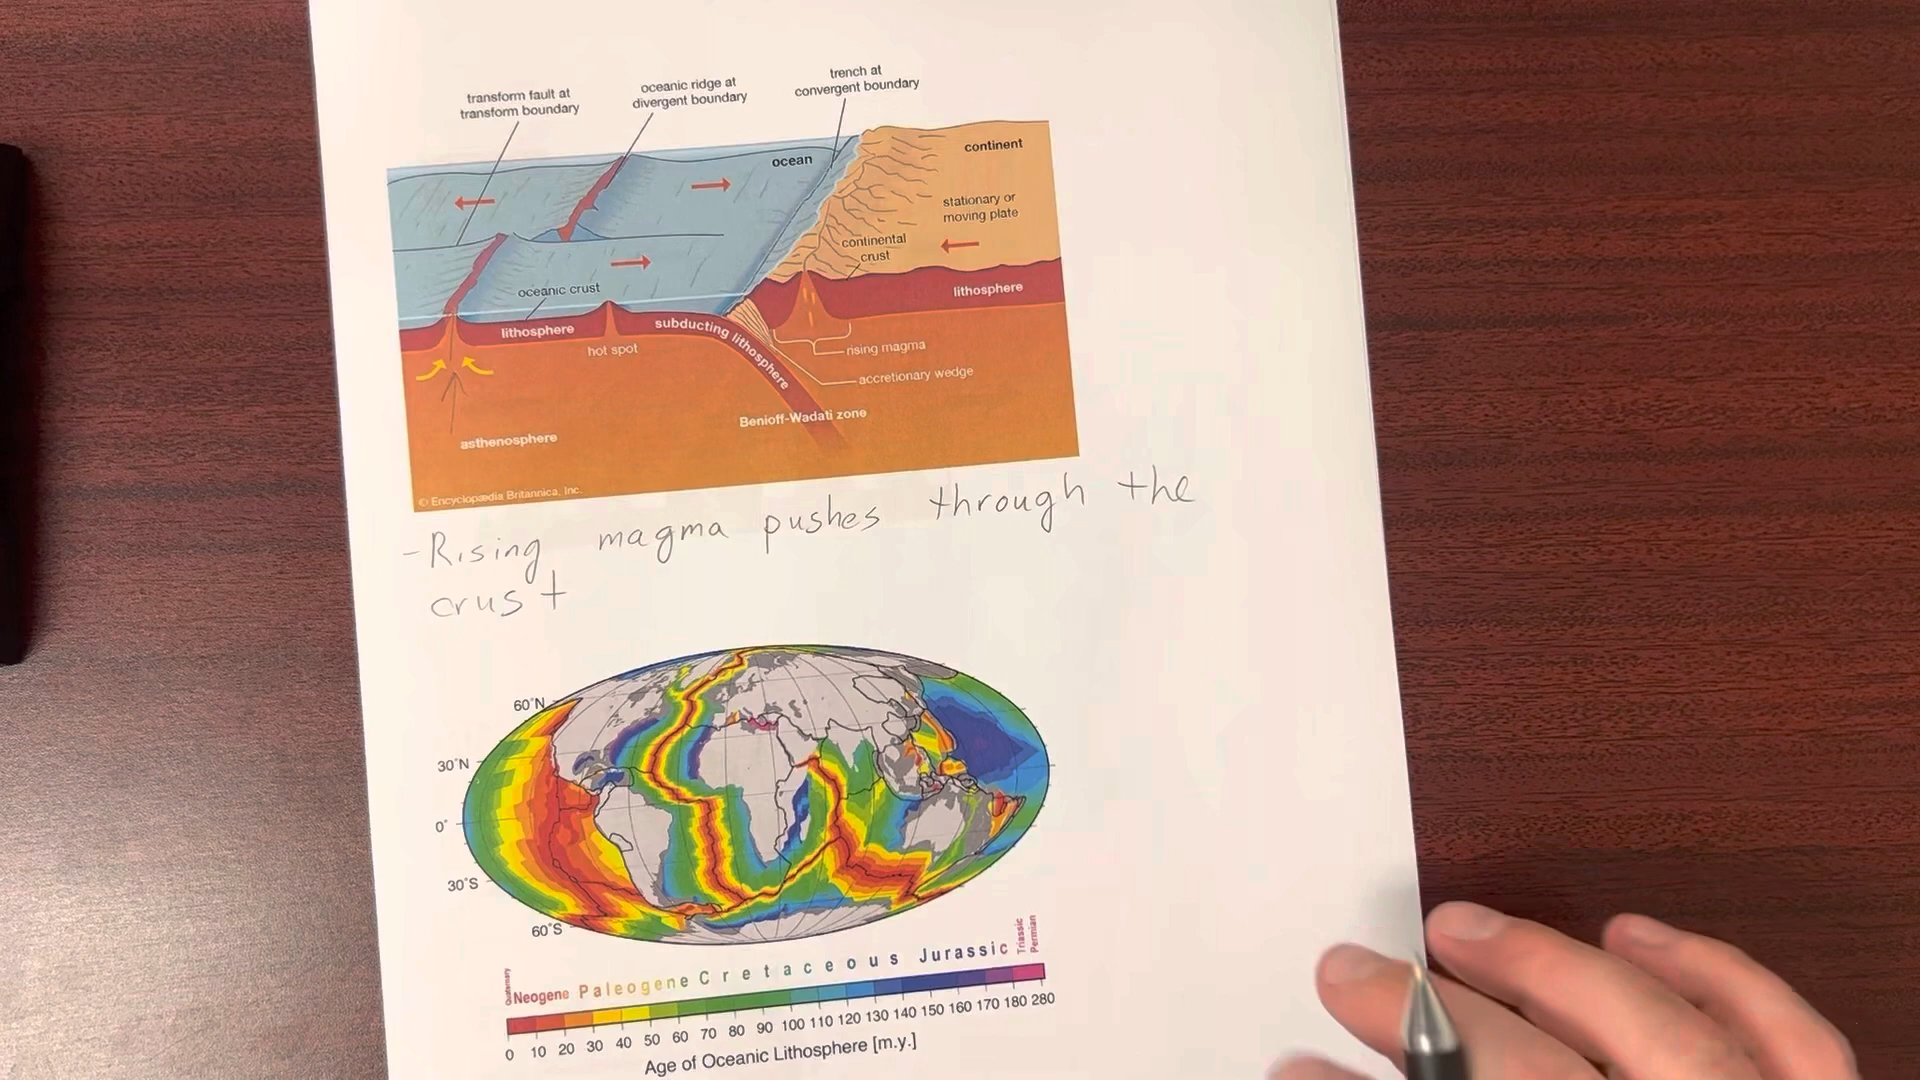 transform fault at
transform boundary
oceanic ridge at
divergent boundary
trench at
convergent boundary
ocean
continent
stationary or
moving plate
continental
crust
oceanic crust
lithosphere
lithosphere
hot spot
subducting lithosphere
rising magma
accretionary wedge
Benioff-Wadati zone
asthenosphere
© Encyclopædia Britannica, Inc.
-Rising magma pushes through the
crust
60°N
30°N
0°
30°S
60°S
Quaternary Neogene Paleogene Cretaceous Jurassic Triassic Permian
0 10 20 30 40 50 60 70 80 90 100 110 120 130 140 150 160 170 180 280
Age of Oceanic Lithosphere [m.y.]